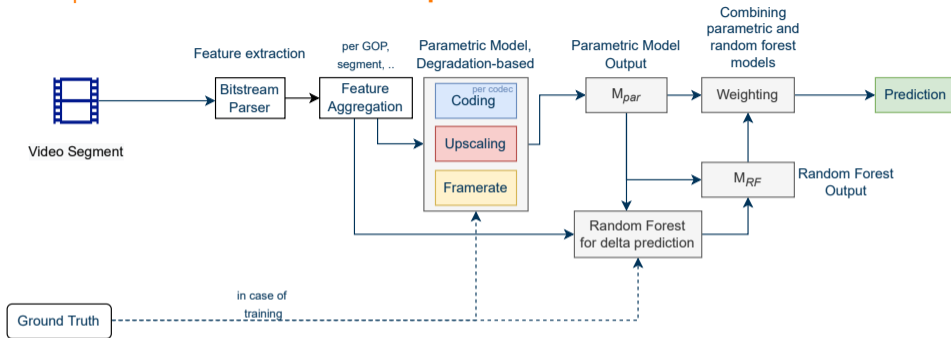 Feature extraction
per GOP,
segment, ..
Parametric Model,
Degradation-based
Parametric Model
Output
Combining
parametric and
random forest
models
Video Segment
Bitstream
Parser
Feature
Aggregation
per codec
Coding
Upscaling
Framerate
Mpar
Weighting
Prediction
MRF
Random Forest
Output
Random Forest
for delta prediction
in case of
training
Ground Truth